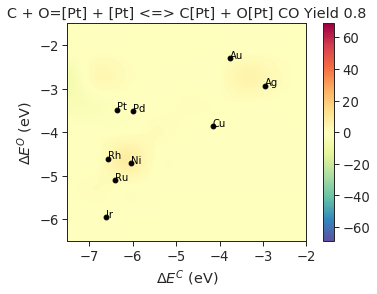 C + O=[Pt] + [Pt] <=> C[Pt] + O[Pt] CO Yield 0.8
−2
−3
−4
−5
−6
ΔE^O (eV)
Au
Ag
Pt
Pd
Cu
Rh
Ni
Ru
Ir
−7
−6
−5
−4
−3
−2
ΔE^C (eV)
60
40
20
0
−20
−40
−60